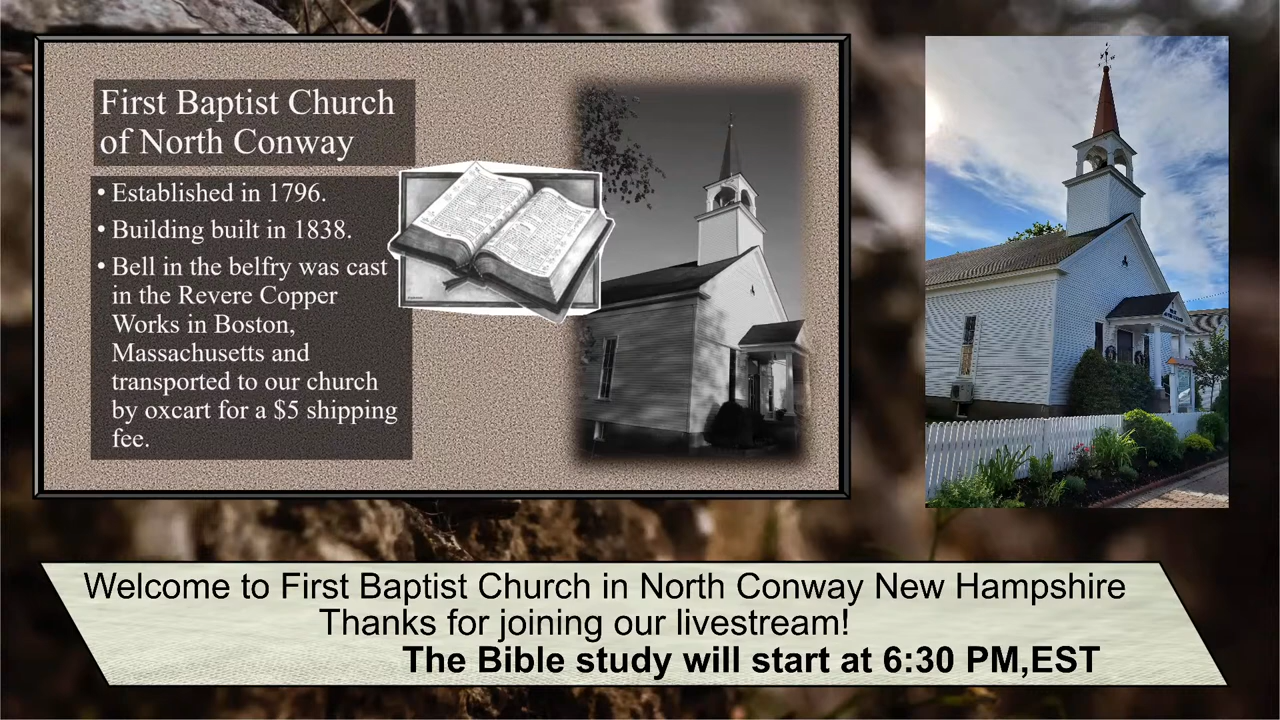 First Baptist Church
of North Conway
• Established in 1796.
• Building built in 1838.
• Bell in the belfry was cast
in the Revere Copper
Works in Boston,
Massachusetts and
transported to our church
by oxcart for a $5 shipping
fee.
Welcome to First Baptist Church in North Conway New Hampshire
Thanks for joining our livestream!
The Bible study will start at 6:30 PM,EST